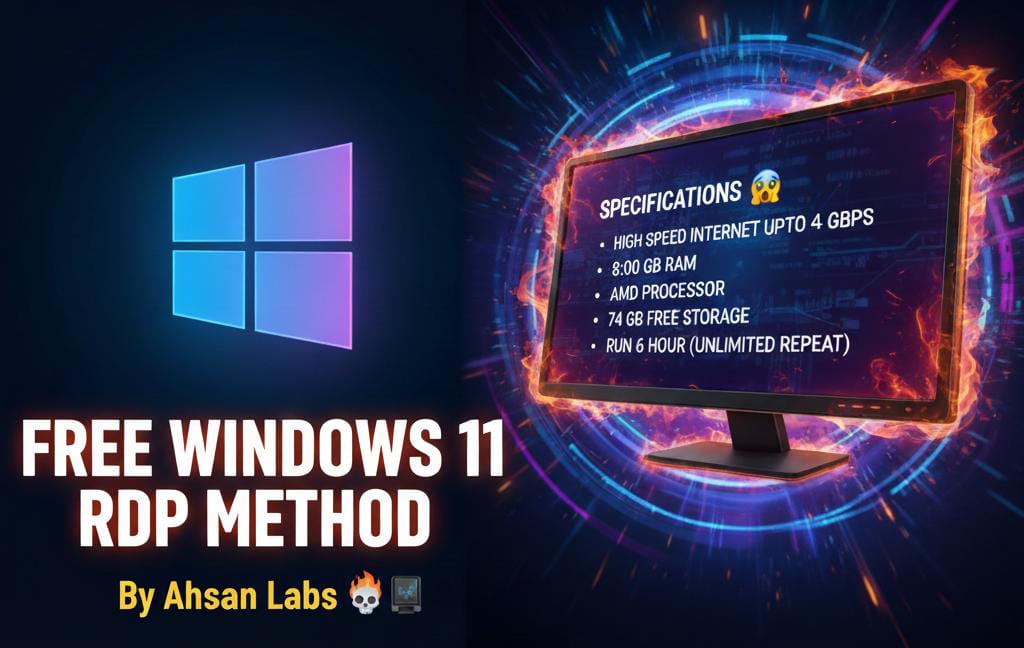 FREE WINDOWS 11
RDP METHOD
By Ahsan Labs
SPECIFICATIONS
• HIGH SPEED INTERNET UPTO 4 GBPS
• 8:00 GB RAM
• AMD PROCESSOR
• 74 GB FREE STORAGE
• RUN 6 HOUR (UNLIMITED REPEAT)